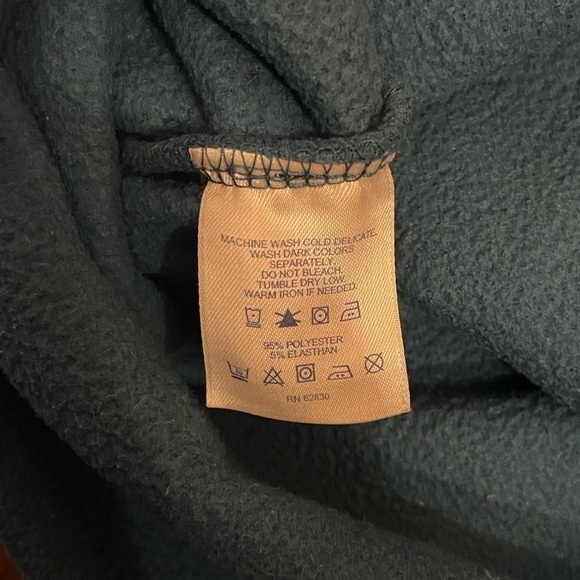 MACHINE WASH COLD DELICATE.
WASH DARK COLORS
SEPARATELY.
DO NOT BLEACH.
TUMBLE DRY LOW.
WARM IRON IF NEEDED.
95% POLYESTER
5% ELASTHAN
RN 62830